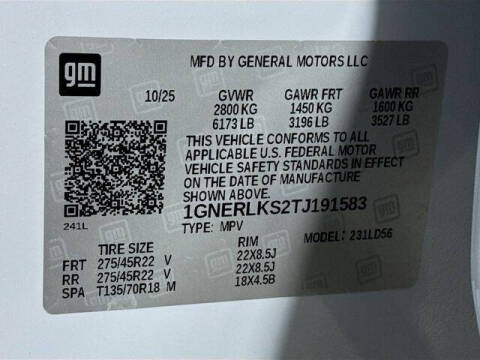 gm
MFD BY GENERAL MOTORS LLC
10/25 GVWR GAWR FRT GAWR RR
2800 KG 1450 KG 1600 KG
6173 LB 3196 LB 3527 LB
THIS VEHICLE CONFORMS TO ALL
APPLICABLE U.S. FEDERAL MOTOR
VEHICLE SAFETY STANDARDS IN EFFECT
ON THE DATE OF MANUFACTURE
SHOWN ABOVE.
1GNERLKS2TJ191583
TYPE: MPV
241L
MODEL: 231LD56
TIRE SIZE RIM
FRT 275/45R22 V 22X8.5J
RR 275/45R22 V 22X8.5J
SPA T135/70R18 M 18X4.5B